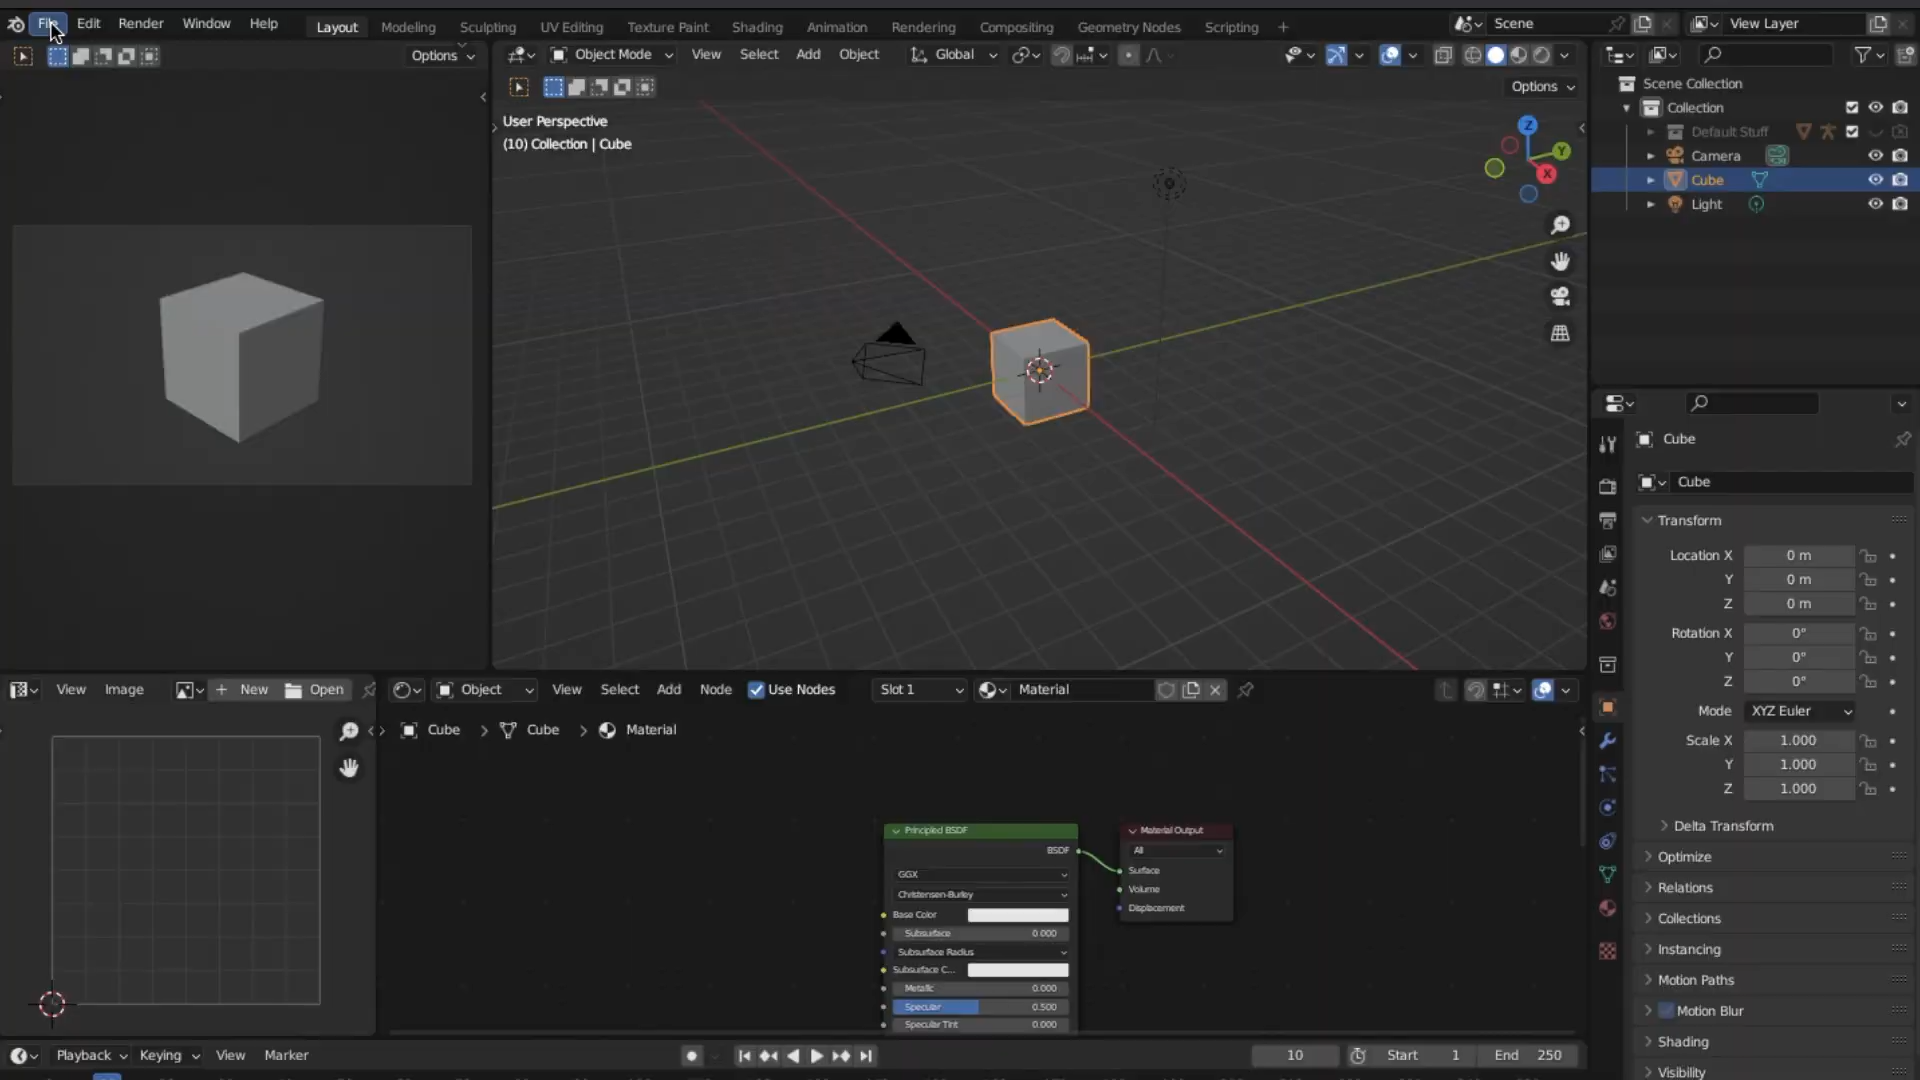 File Edit Render Window Help Layout Modeling Sculpting UV Editing Texture Paint Shading Animation Rendering Compositing Geometry Nodes Scripting + Scene View Layer
Options Object Mode View Select Add Object Global
Options
User Perspective
(10) Collection | Cube
Z
Y
X
Scene Collection
Collection
Default Stuff
Camera
Cube
Light
Cube
Cube
Transform
Location X 0 m
Y 0 m
Z 0 m
Rotation X 0°
Y 0°
Z 0°
Mode XYZ Euler
Scale X 1.000
Y 1.000
Z 1.000
Delta Transform
Optimize
Relations
Collections
Instancing
Motion Paths
Motion Blur
Shading
Visibility
View Image + New Open Object View Select Add Node Use Nodes Slot 1 Material
Cube > Cube > Material
Principled BSDF
BSDF
GGX
Christensen-Burley
Base Color
Subsurface 0.000
Subsurface Radius
Subsurface C...
Metallic 0.000
Specular 0.500
Specular Tint 0.000
Material Output
All
Surface
Volume
Displacement
Playback Keying View Marker 10 Start 1 End 250